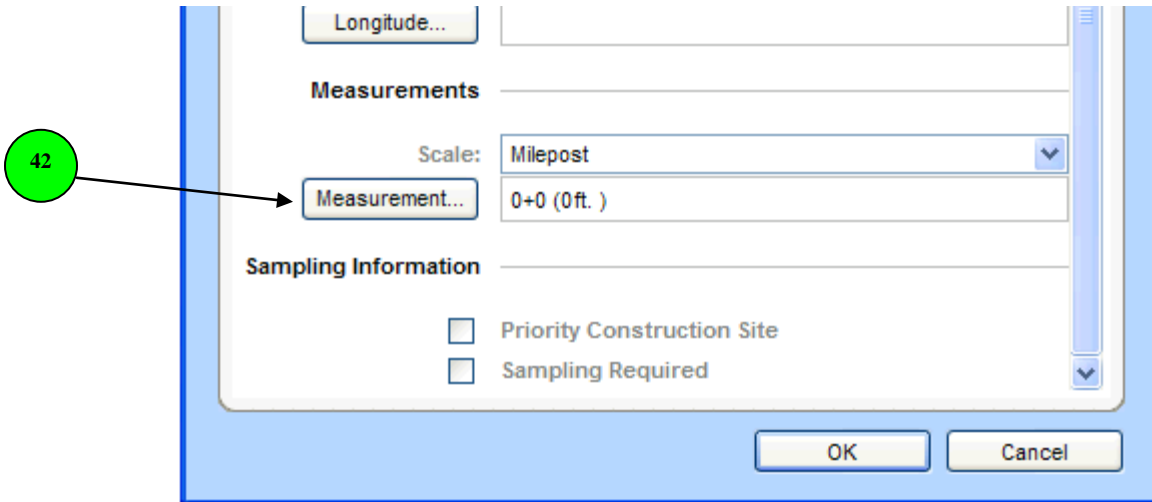 Longitude...
Measurements
42
Scale: Milepost
Measurement... 0+0 (0ft. )
Sampling Information
Priority Construction Site
Sampling Required
OK Cancel